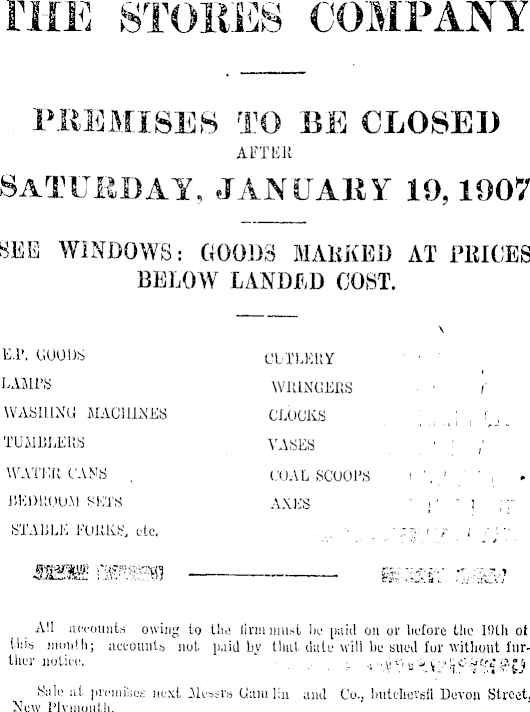 THE STORES COMPANY
PREMISES TO BE CLOSED
AFTER
SATURDAY, JANUARY 19, 1907
SEE WINDOWS: GOODS MARKED AT PRICES
BELOW LANDED COST.
E.P. GOODS
LAMPS
WASHING MACHINES
TUMBLERS
WATER CANS
BEDROOM SETS
STABLE FORKS, etc.
CUTLERY
WRINGERS
CLOCKS
VASES
COAL SCOOPS
AXES
All accounts owing to the firm must be paid on or before the 19th of
this month; accounts not paid by that date will be sued for without fur-
ther notice.
Sale at premises next Messrs and Co., Devon Street,
New Plymouth.